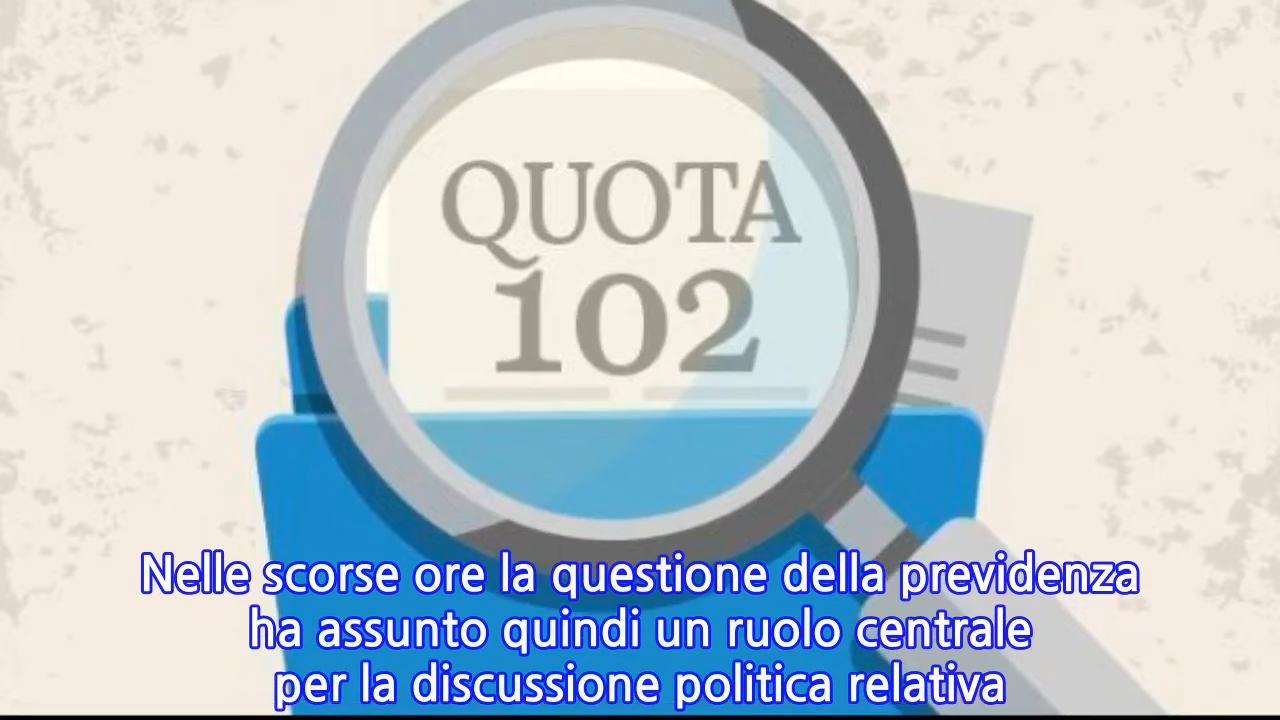 QUOTA
102
Nelle scorse ore la questione della previdenza
ha assunto quindi un ruolo centrale
per la discussione politica relativa